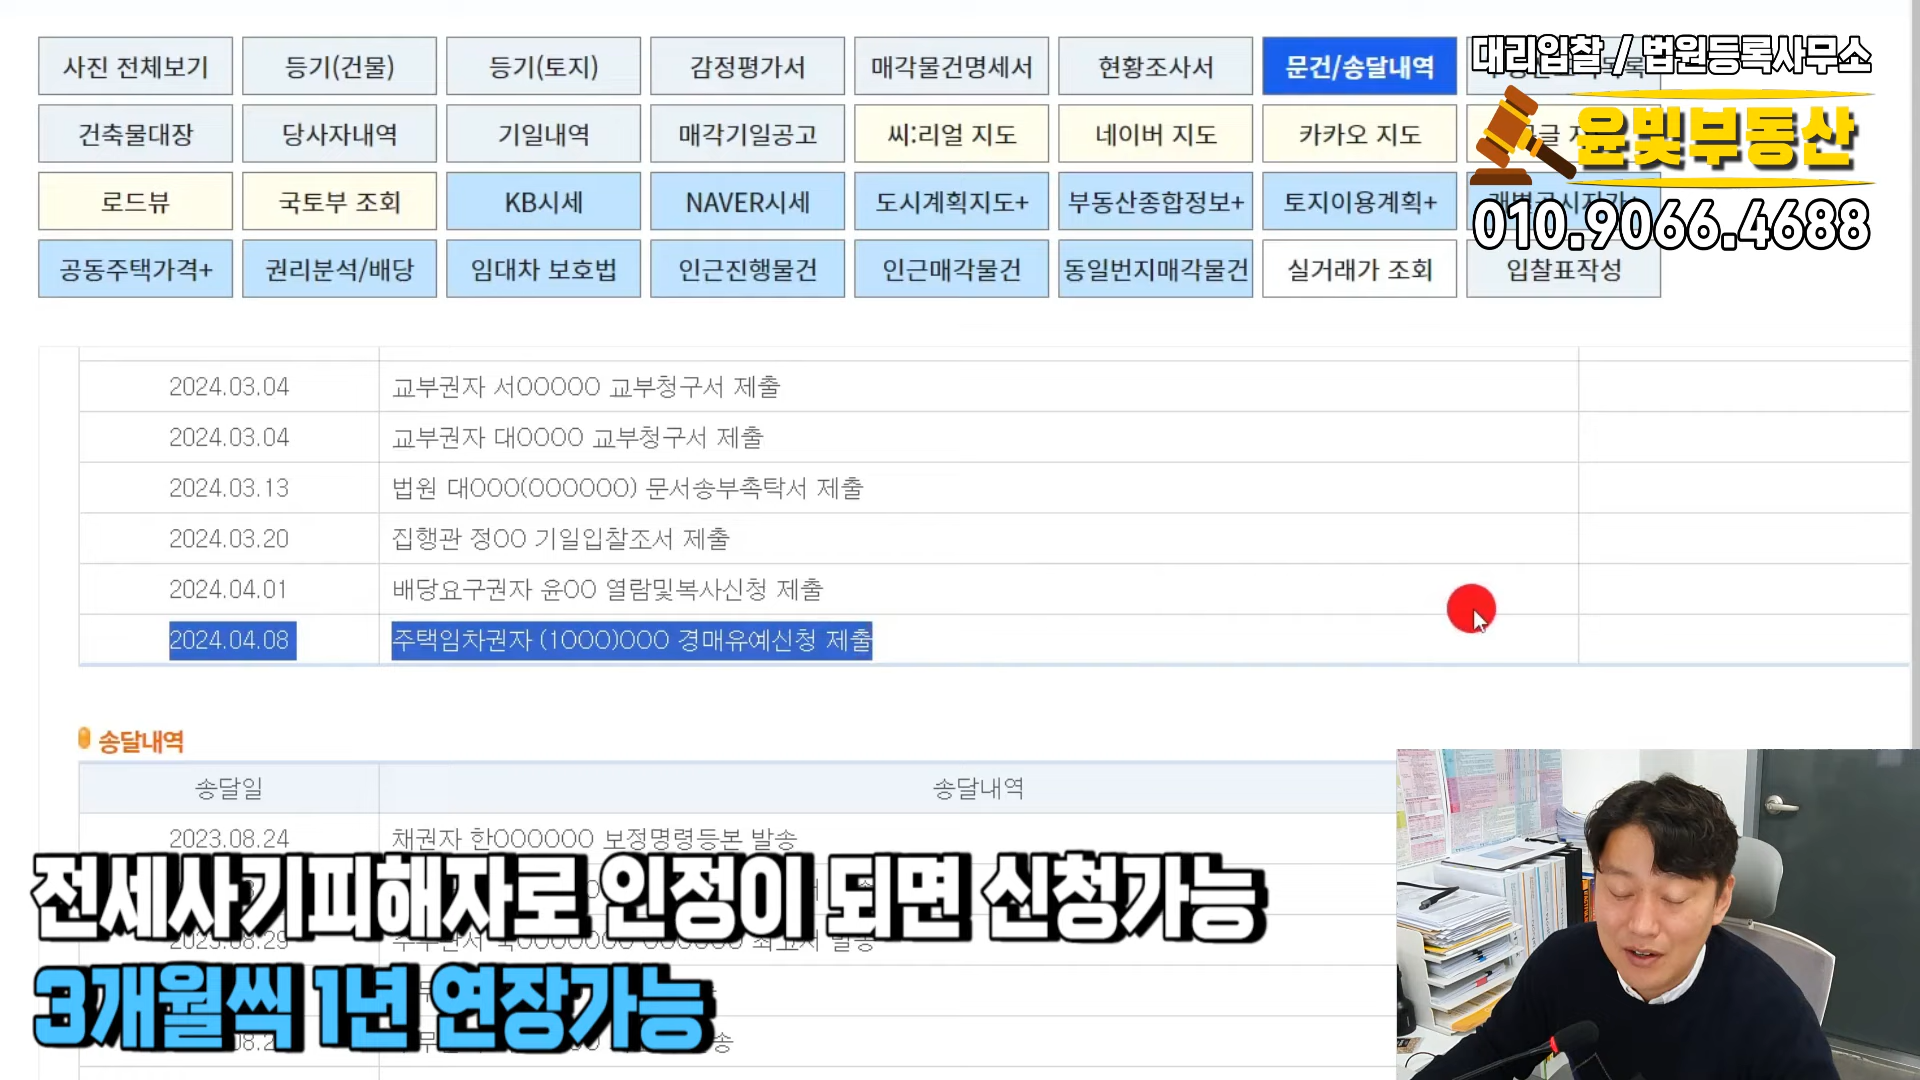 사진 전체보기 등기(건물) 등기(토지) 감정평가서 매각물건명세서 현황조사서 문건/송달내역
대리입찰 / 법원등록사무소
건축물대장 당사자내역 기일내역 매각기일공고 씨:리얼 지도 네이버 지도 카카오 지도
윤빛부동산
로드뷰 국토부 조회 KB시세 NAVER시세 도시계획지도+ 부동산종합정보+ 토지이용계획+
010.9066.4688
공동주택가격+ 권리분석/배당 임대차 보호법 인근진행물건 인근매각물건 동일번지매각물건 실거래가 조회 입찰표작성
2024.03.04 교부권자 서OOOOO 교부청구서 제출
2024.03.04 교부권자 대OOOO 교부청구서 제출
2024.03.13 법원 대OOO(OOOOOO) 문서송부촉탁서 제출
2024.03.20 집행관 정OO 기일입찰조서 제출
2024.04.01 배당요구권자 윤OO 열람및복사신청 제출
2024.04.08 주택임차권자 (1OOO)OOO 경매유예신청 제출
송달내역
송달일 송달내역
2023.08.24 채권자 한OOOOOO 보정명령등본 발송
전세사기피해자로 인정이 되면 신청가능
3개월씩 1년 연장가능